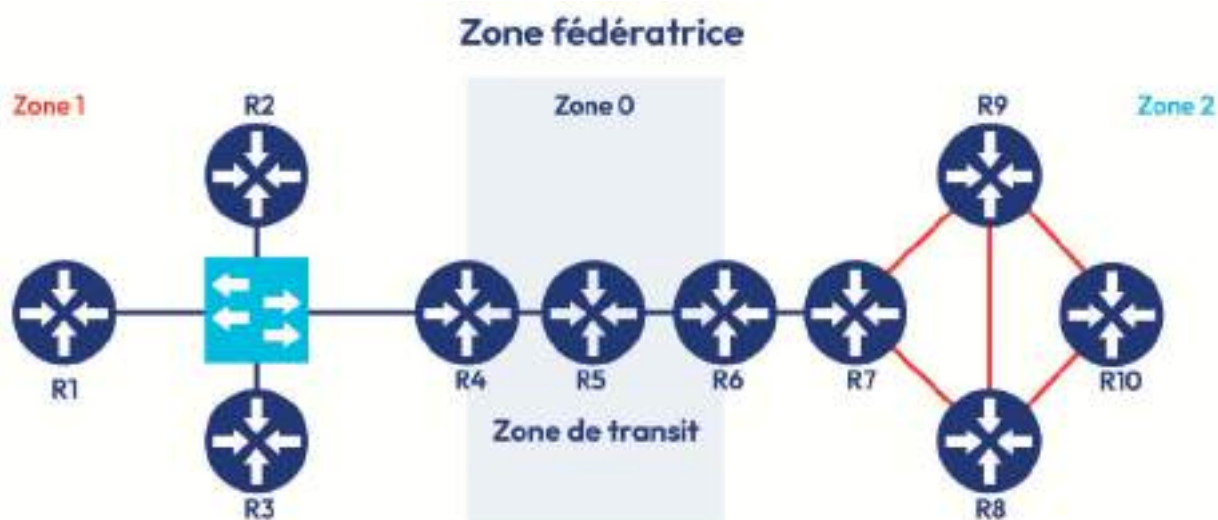 Zone fédératrice
Zone 1
R2
Zone 0
R9
Zone 2
R1
R4
R5
R6
R7
R10
Zone de transit
R3
R8